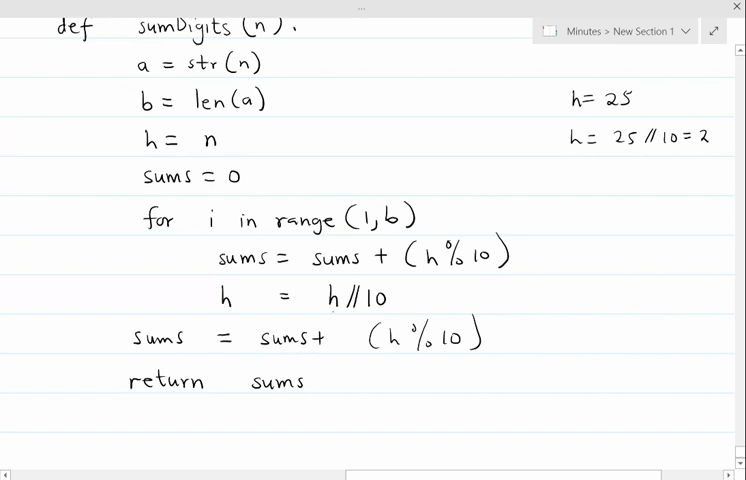 ...
Minutes > New Section 1
def sumDigits (n).
a = str (n)
b = len (a)
h = n
sums = 0
for i in range (1, b)
sums = sums + (h % 10)
h = h // 10
sums = sums + (h % 10)
return sums
h = 25
h = 25 // 10 = 2